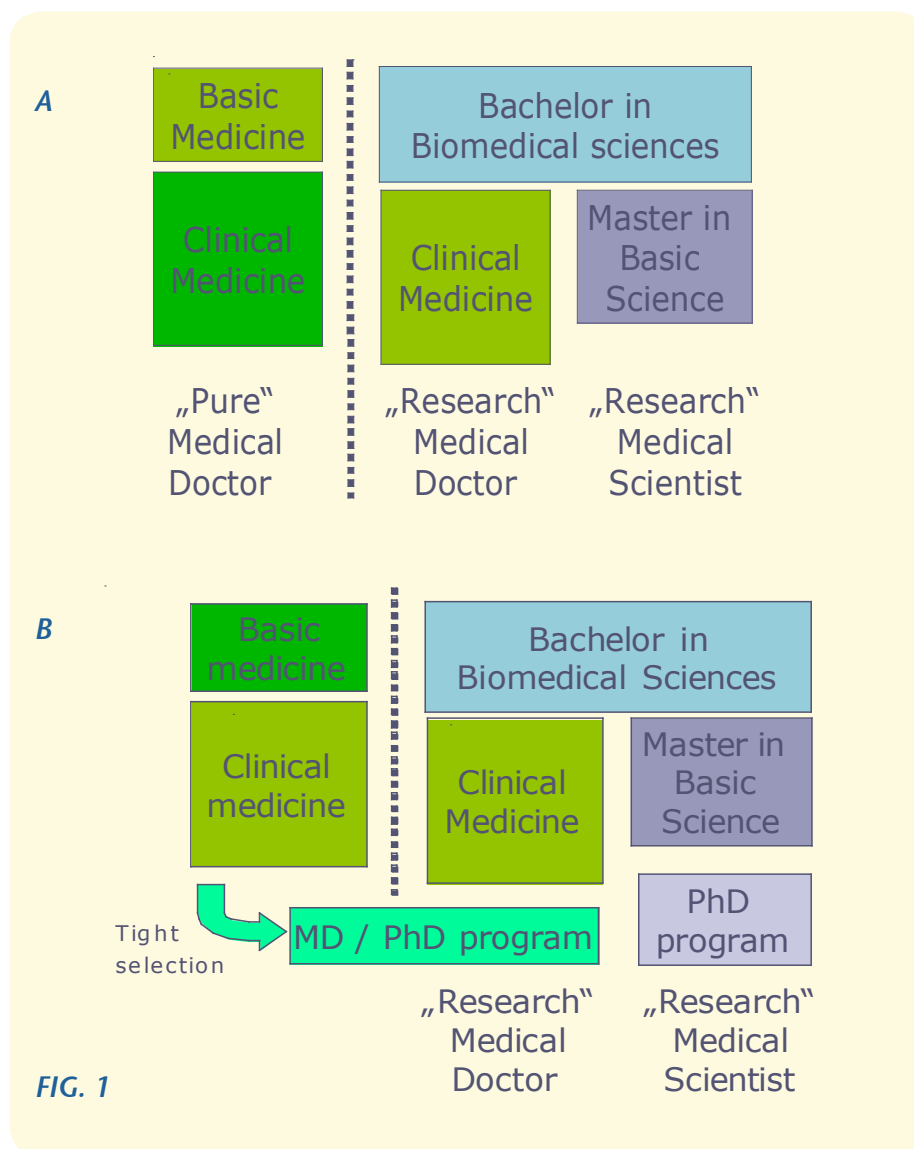 A
Basic
Medicine
Bachelor in
Biomedical sciences
Clinical
Medicine
Clinical
Medicine
Master in
Basic
Science
„Pure“
Medical
Doctor
„Research“
Medical
Doctor
„Research“
Medical
Scientist
B
Basic
medicine
Bachelor in
Biomedical Sciences
Clinical
medicine
Clinical
Medicine
Master in
Basic
Science
Tight
selection
MD / PhD program
PhD
program
„Research“
Medical
Doctor
„Research“
Medical
Scientist
FIG. 1